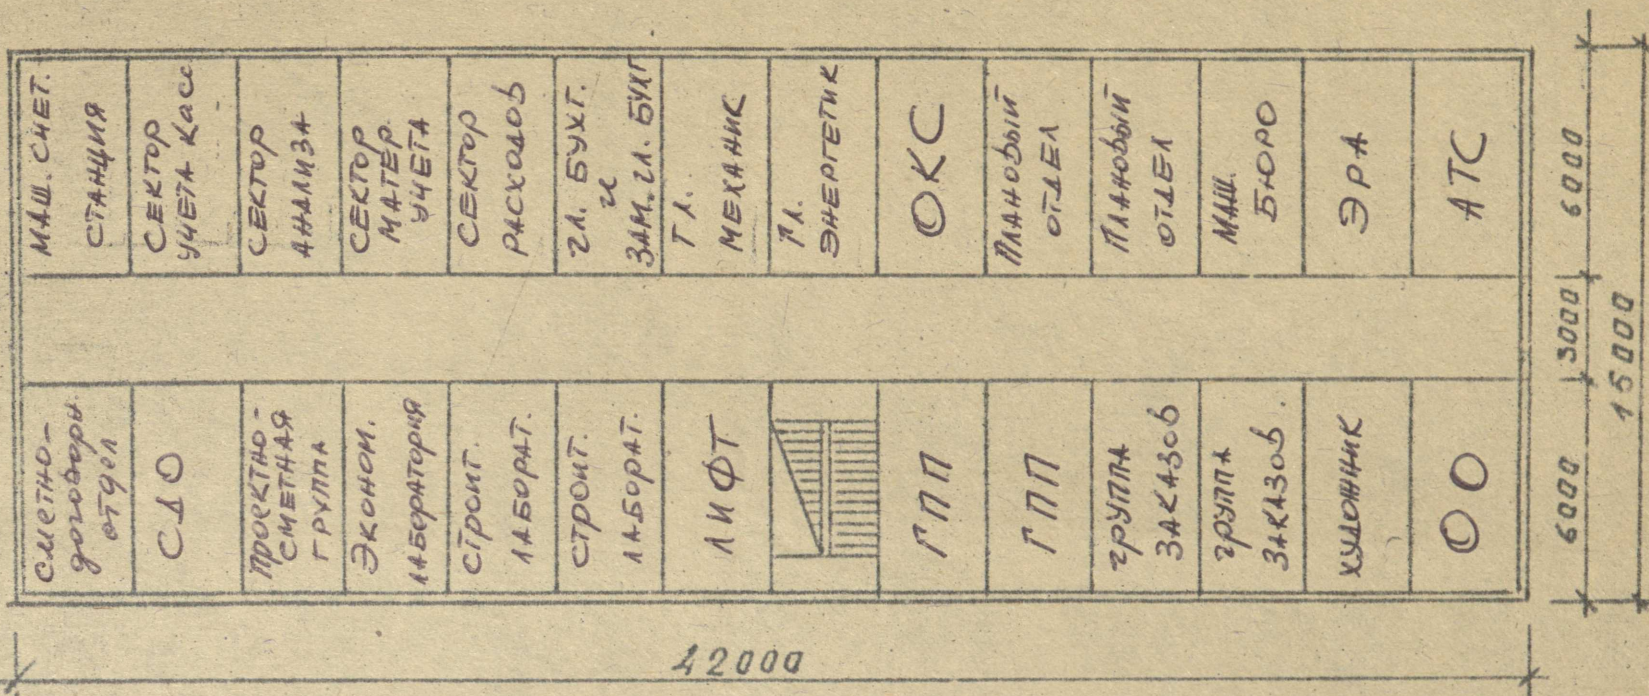 МАШ. СЧЕТ.
СТАНЦИЯ
СЕКТОР
УЧЕТА КАСС
СЕКТОР
АНАЛИЗА
СЕКТОР
МАТЕР.
УЧЕТА
СЕКТОР
РАСХОДОВ
ГЛ. БУХГ.
И
ЗАМ. ГЛ. БУХГ
ГЛ.
МЕХАНИК
ГЛ.
ЭНЕРГЕТИК
ОКС
ПЛАНОВЫЙ
ОТДЕЛ
ПЛАНОВЫЙ
ОТДЕЛ
МАШ.
БЮРО
ЭРА
АТС
СМЕТНО-
ДОГОВОРН.
ОТДЕЛ
СДО
ПРОЕКТНО-
СМЕТНАЯ
ГРУППА
ЭКОНОМ.
ЛАБОРАТОРИЯ
СТРОИТ.
ЛАБОРАТ.
СТРОИТ.
ЛАБОРАТ.
ЛИФТ
ГПП
ГПП
ГРУППА
ЗАКАЗОВ
ГРУППА
ЗАКАЗОВ.
ХУДОЖНИК
ОО
6000
3000
6000
15000
42000